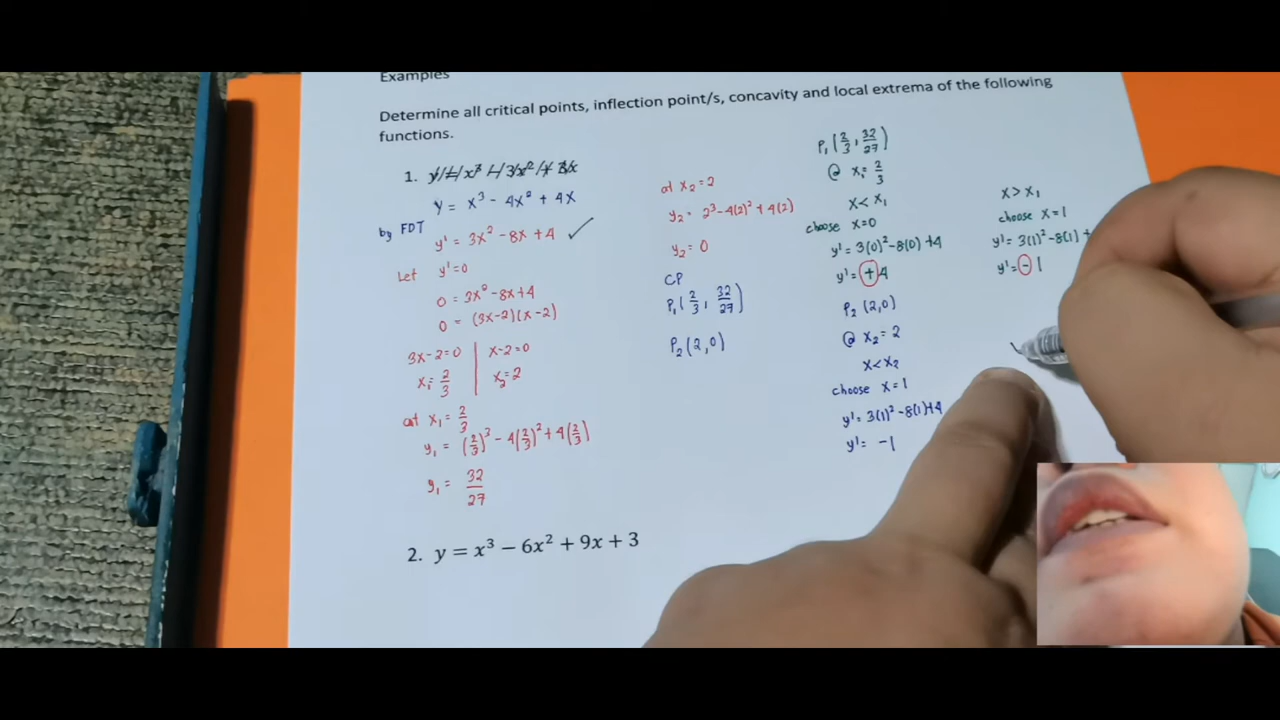 Examples
Determine all critical points, inflection point/s, concavity and local extrema of the following
functions.
1. y = x³ - 3x² + 3x
y = x³ - 4x² + 4x
by FDT
y' = 3x² - 8x + 4 ✓
Let y' = 0
0 = 3x² - 8x + 4
0 = (3x-2)(x-2)
3x-2=0 | x-2=0
x₁ = 2/3 | x₂ = 2
at x₁ = 2/3
y₁ = (2/3)³ - 4(2/3)² + 4(2/3)
y₁ = 32/27
at x₂ = 2
y₂ = 2³ - 4(2)² + 4(2)
y₂ = 0
CP
P₁(2/3, 32/27)
P₂(2,0)
P₁(2/3, 32/27)
@ x₁ = 2/3
x < x₁
choose x=0
y' = 3(0)² - 8(0) + 4
y' = +4
P₂(2,0)
@ x₂ = 2
x < x₂
choose x=1
y' = 3(1)² - 8(1) + 4
y' = -1
x > x₁
choose x=1
y' = 3(1)² - 8(1) +
y' = -1
2. y = x³ − 6x² + 9x + 3